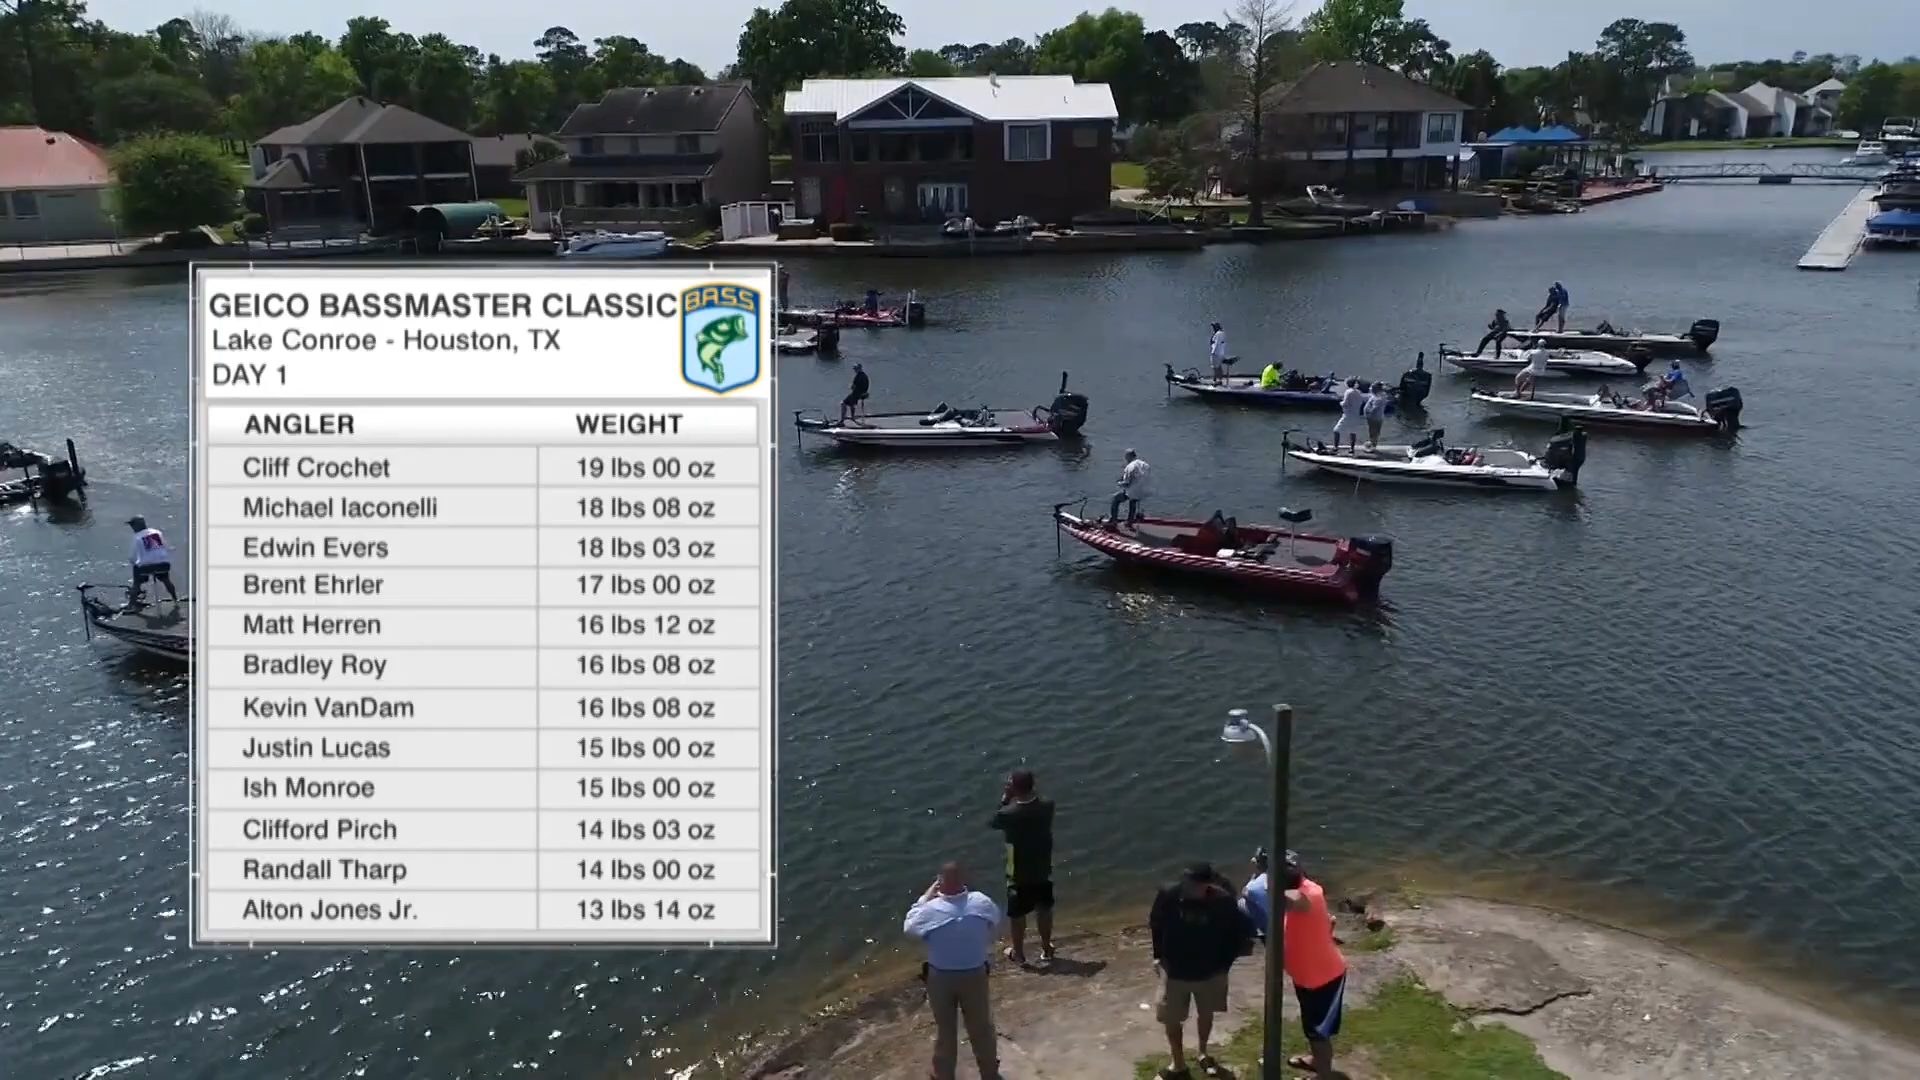 GEICO BASSMASTER CLASSIC
BASS
Lake Conroe - Houston, TX
DAY 1
ANGLER WEIGHT
Cliff Crochet 19 lbs 00 oz
Michael Iaconelli 18 lbs 08 oz
Edwin Evers 18 lbs 03 oz
Brent Ehrler 17 lbs 00 oz
Matt Herren 16 lbs 12 oz
Bradley Roy 16 lbs 08 oz
Kevin VanDam 16 lbs 08 oz
Justin Lucas 15 lbs 00 oz
Ish Monroe 15 lbs 00 oz
Clifford Pirch 14 lbs 03 oz
Randall Tharp 14 lbs 00 oz
Alton Jones Jr. 13 lbs 14 oz